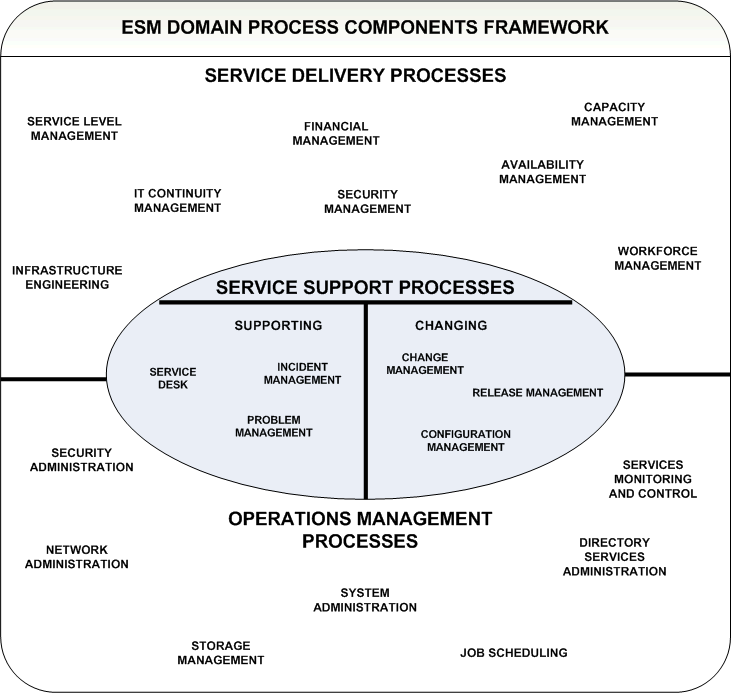 ESM DOMAIN PROCESS COMPONENTS FRAMEWORK
SERVICE DELIVERY PROCESSES
SERVICE LEVEL
MANAGEMENT
FINANCIAL
MANAGEMENT
CAPACITY
MANAGEMENT
IT CONTINUITY
MANAGEMENT
SECURITY
MANAGEMENT
AVAILABILITY
MANAGEMENT
INFRASTRUCTURE
ENGINEERING
WORKFORCE
MANAGEMENT
SERVICE SUPPORT PROCESSES
SUPPORTING
SERVICE
DESK
INCIDENT
MANAGEMENT
PROBLEM
MANAGEMENT
CHANGING
CHANGE
MANAGEMENT
RELEASE MANAGEMENT
CONFIGURATION
MANAGEMENT
OPERATIONS MANAGEMENT
PROCESSES
SECURITY
ADMINISTRATION
SERVICES
MONITORING
AND CONTROL
NETWORK
ADMINISTRATION
DIRECTORY
SERVICES
ADMINISTRATION
SYSTEM
ADMINISTRATION
STORAGE
MANAGEMENT
JOB SCHEDULING